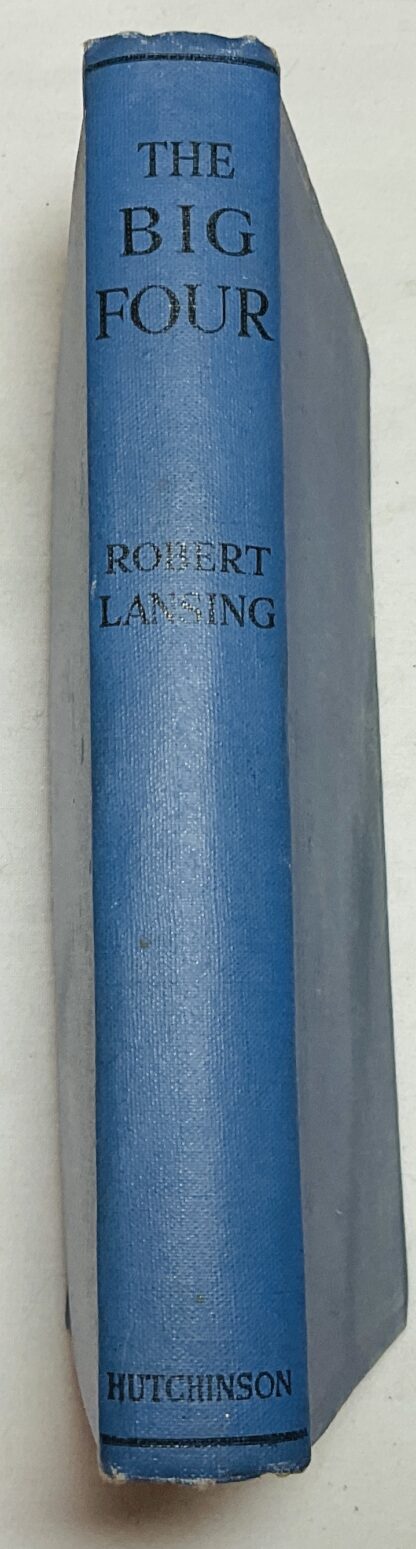 THE
BIG
FOUR
ROBERT
LANSING
HUTCHINSON